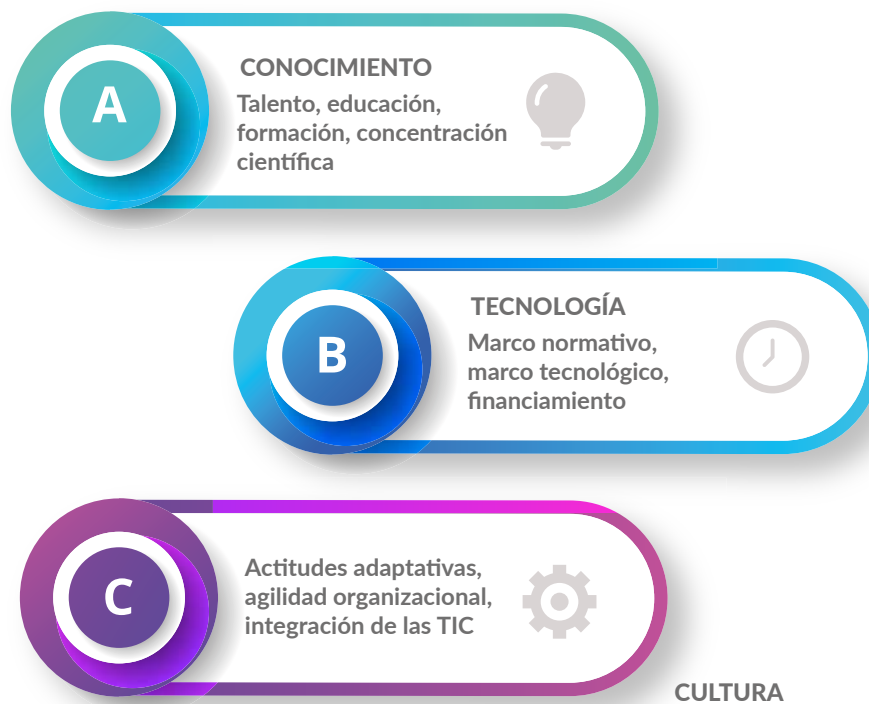 A
CONOCIMIENTO
Talento, educación,
formación, concentración
científica
B
TECNOLOGÍA
Marco normativo,
marco tecnológico,
financiamiento
C
Actitudes adaptativas,
agilidad organizacional,
integración de las TIC
CULTURA